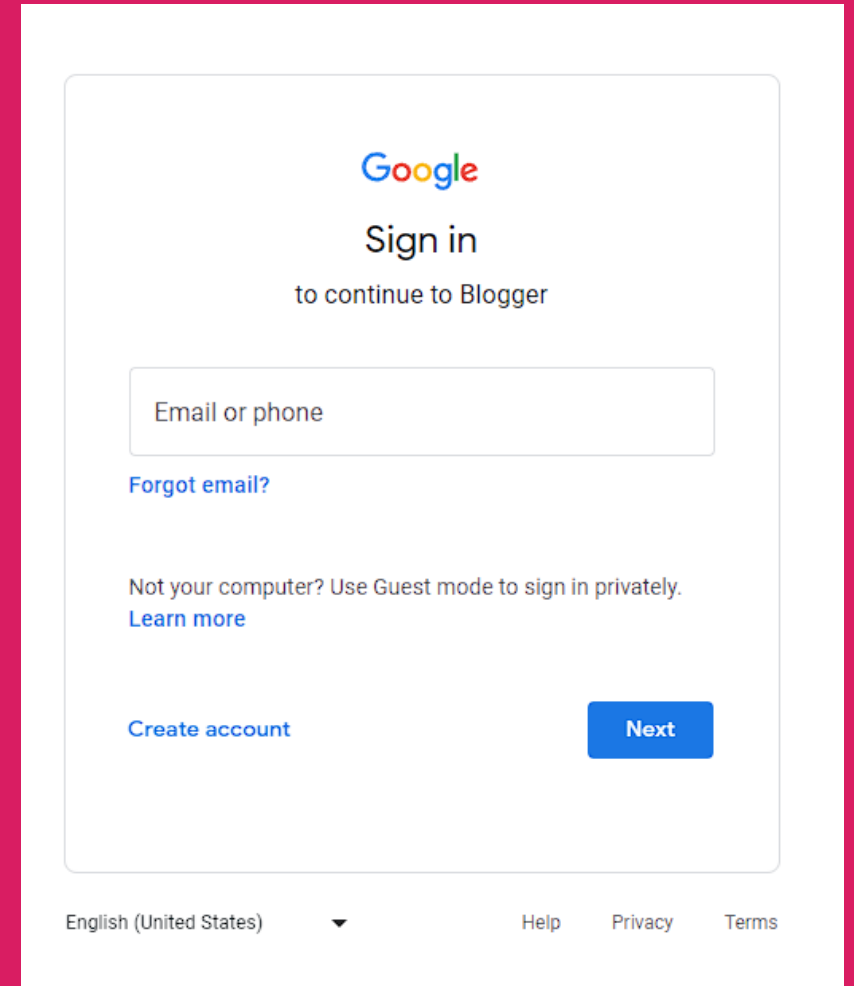 Google
Sign in
to continue to Blogger
Email or phone
Forgot email?
Not your computer? Use Guest mode to sign in privately.
Learn more
Create account
Next
English (United States)
Help
Privacy
Terms